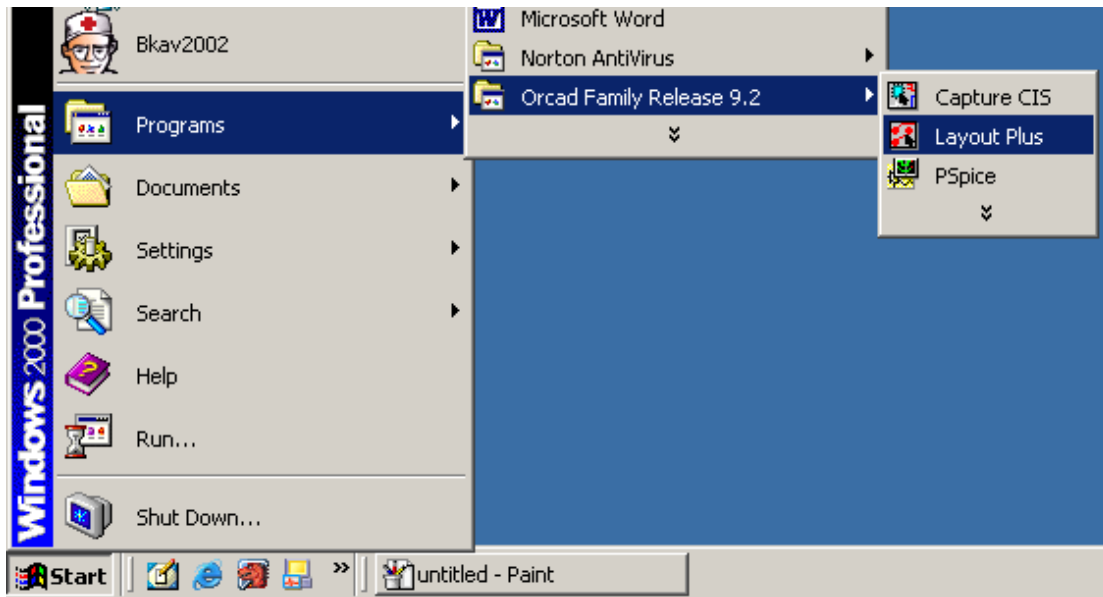 Bkav2002
Programs
Documents
Settings
Search
Help
Run...
Shut Down...
Windows 2000 Professional
Microsoft Word
Norton AntiVirus
Orcad Family Release 9.2
Capture CIS
Layout Plus
PSpice
Start
untitled - Paint